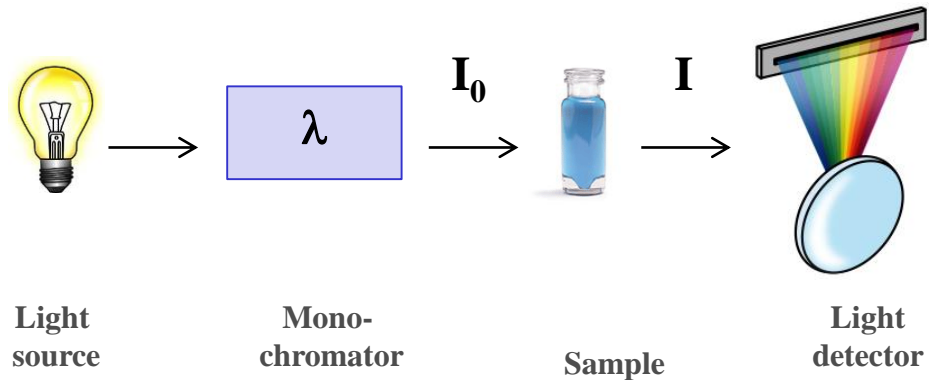 λ
I₀
I
Light
source
Mono-
chromator
Sample
Light
detector